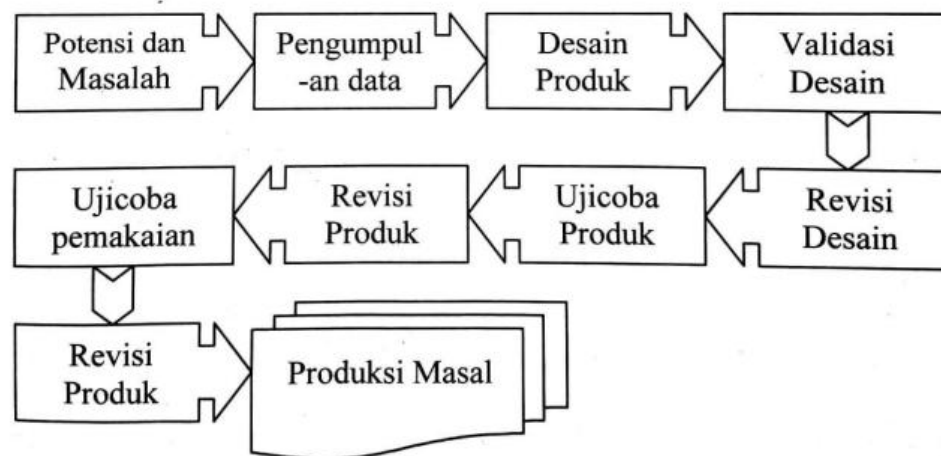 Potensi dan
Masalah
Pengumpul
-an data
Desain
Produk
Validasi
Desain
Revisi
Desain
Ujicoba
Produk
Revisi
Produk
Ujicoba
pemakaian
Revisi
Produk
Produksi Masal